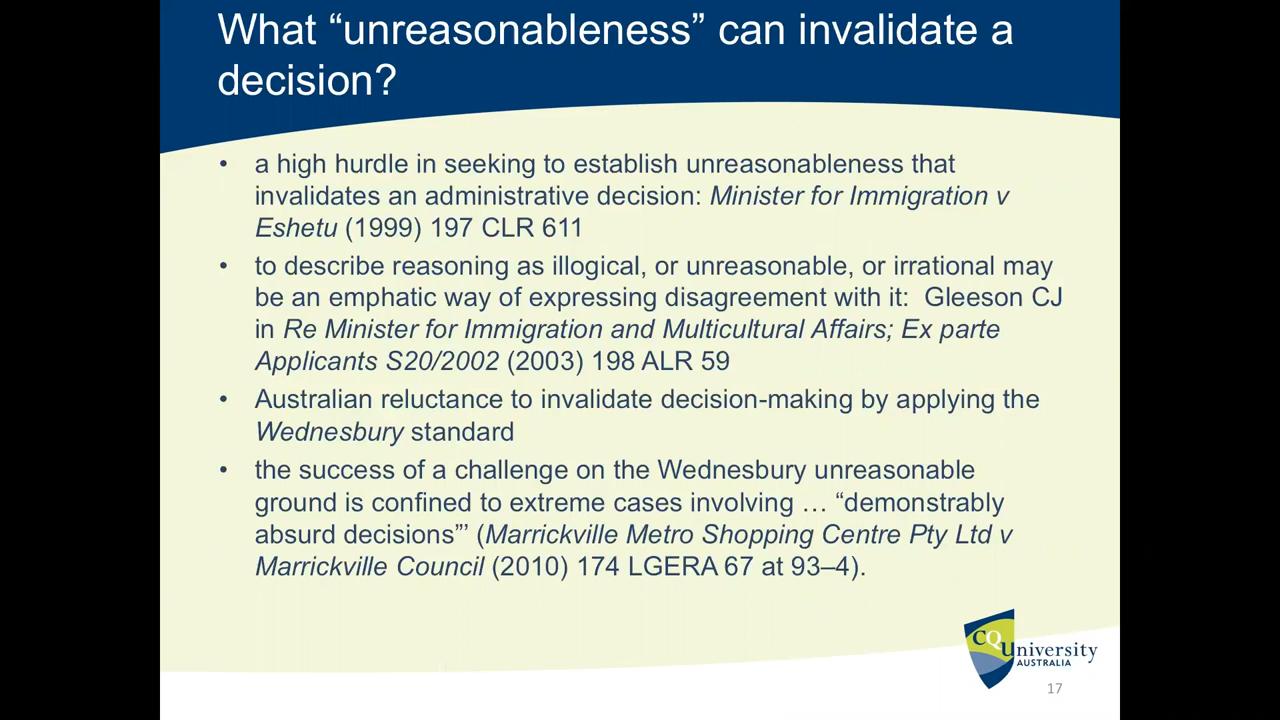 What “unreasonableness” can invalidate a
decision?
• a high hurdle in seeking to establish unreasonableness that
invalidates an administrative decision: Minister for Immigration v
Eshetu (1999) 197 CLR 611
• to describe reasoning as illogical, or unreasonable, or irrational may
be an emphatic way of expressing disagreement with it:  Gleeson CJ
in Re Minister for Immigration and Multicultural Affairs; Ex parte
Applicants S20/2002 (2003) 198 ALR 59
• Australian reluctance to invalidate decision-making by applying the
Wednesbury standard
• the success of a challenge on the Wednesbury unreasonable
ground is confined to extreme cases involving … “demonstrably
absurd decisions”’ (Marrickville Metro Shopping Centre Pty Ltd v
Marrickville Council (2010) 174 LGERA 67 at 93–4).
CQUniversity
AUSTRALIA
17